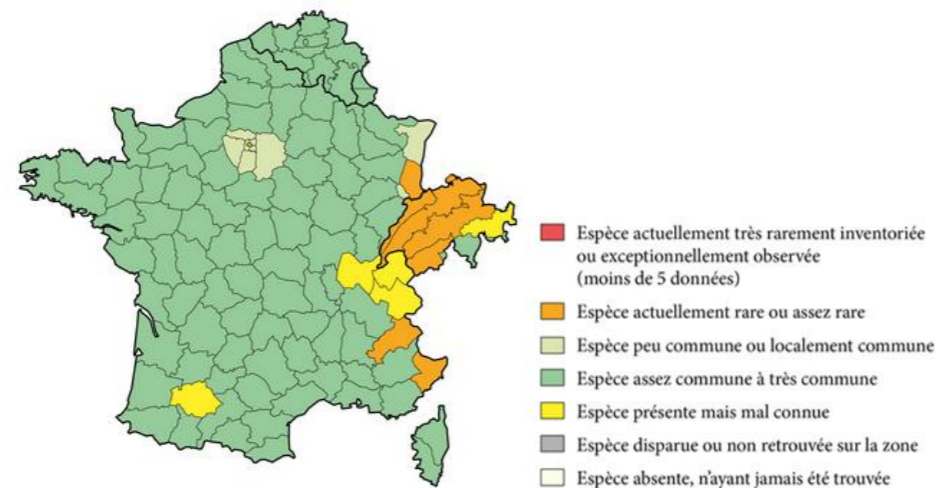 Espèce actuellement très rarement inventoriée
ou exceptionnellement observée
(moins de 5 données)
Espèce actuellement rare ou assez rare
Espèce peu commune ou localement commune
Espèce assez commune à très commune
Espèce présente mais mal connue
Espèce disparue ou non retrouvée sur la zone
Espèce absente, n'ayant jamais été trouvée